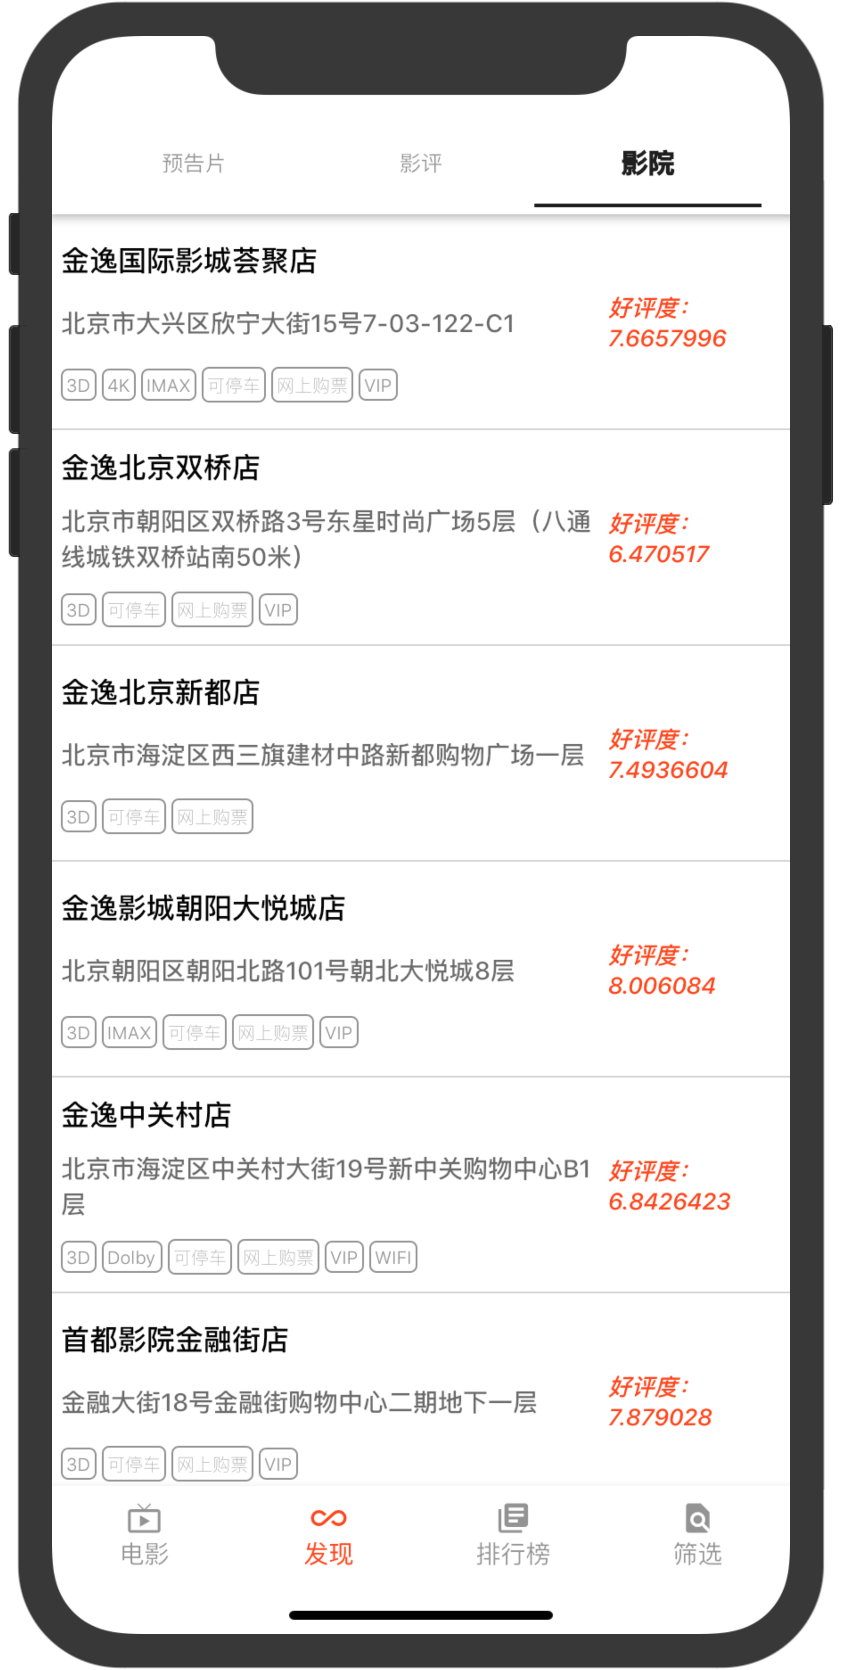 预告片 影评 影院
金逸国际影城荟聚店
北京市大兴区欣宁大街15号7-03-122-C1
好评度：
7.6657996
3D 4K IMAX 可停车 网上购票 VIP
金逸北京双桥店
北京市朝阳区双桥路3号东星时尚广场5层（八通
线城铁双桥站南50米）
好评度：
6.470517
3D 可停车 网上购票 VIP
金逸北京新都店
北京市海淀区西三旗建材中路新都购物广场一层
好评度：
7.4936604
3D 可停车 网上购票
金逸影城朝阳大悦城店
北京朝阳区朝阳北路101号朝北大悦城8层
好评度：
8.006084
3D IMAX 可停车 网上购票 VIP
金逸中关村店
北京市海淀区中关村大街19号新中关购物中心B1
层
好评度：
6.8426423
3D Dolby 可停车 网上购票 VIP WIFI
首都影院金融街店
金融大街18号金融街购物中心二期地下一层
好评度：
7.879028
3D 可停车 网上购票 VIP
电影 发现 排行榜 筛选